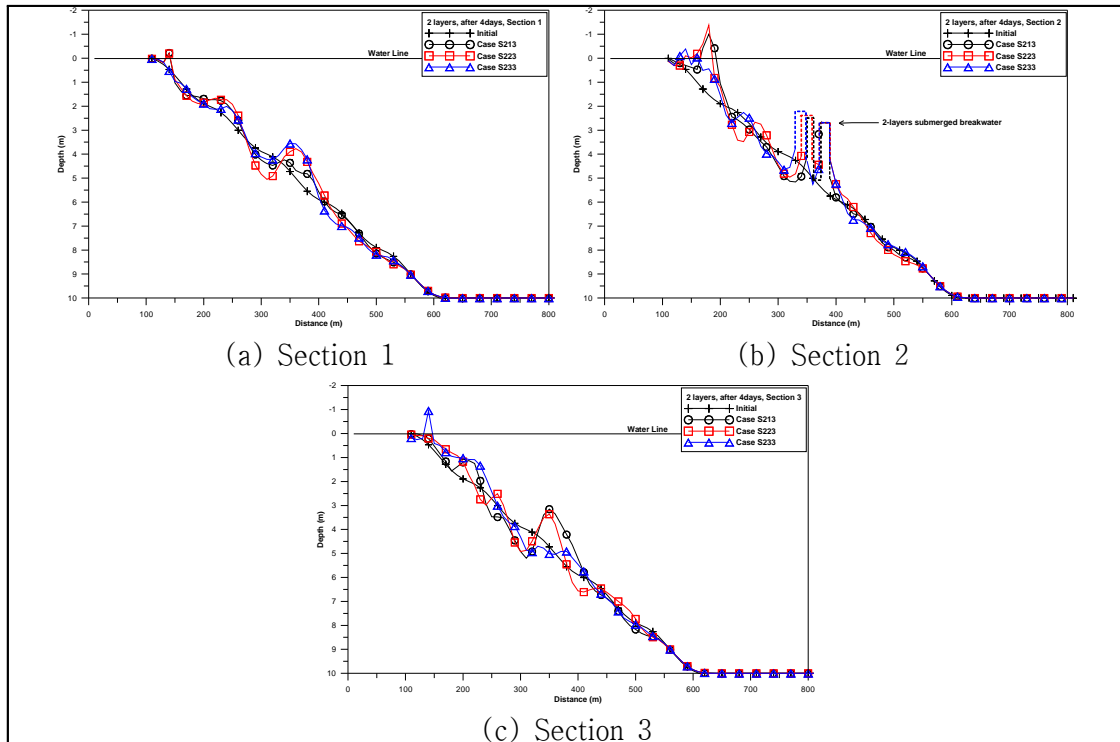 2 layers, after 4days, Section 1
Initial
Case S213
Case S223
Case S233
Water Line
-2
-1
0
1
2
3
4
5
6
7
8
9
10
Depth (m)
0 100 200 300 400 500 600 700 800
Distance (m)
(a) Section 1
2 layers, after 4days, Section 2
Initial
Case S213
Case S223
Case S233
Water Line
2-layers submerged breakwater
-2
-1
0
1
2
3
4
5
6
7
8
9
10
Depth (m)
0 100 200 300 400 500 600 700 800
Distance (m)
(b) Section 2
2 layers, after 4days, Section 3
Initial
Case S213
Case S223
Case S233
Water Line
-2
-1
0
1
2
3
4
5
6
7
8
9
10
Depth (m)
0 100 200 300 400 500 600 700 800
Distance (m)
(c) Section 3